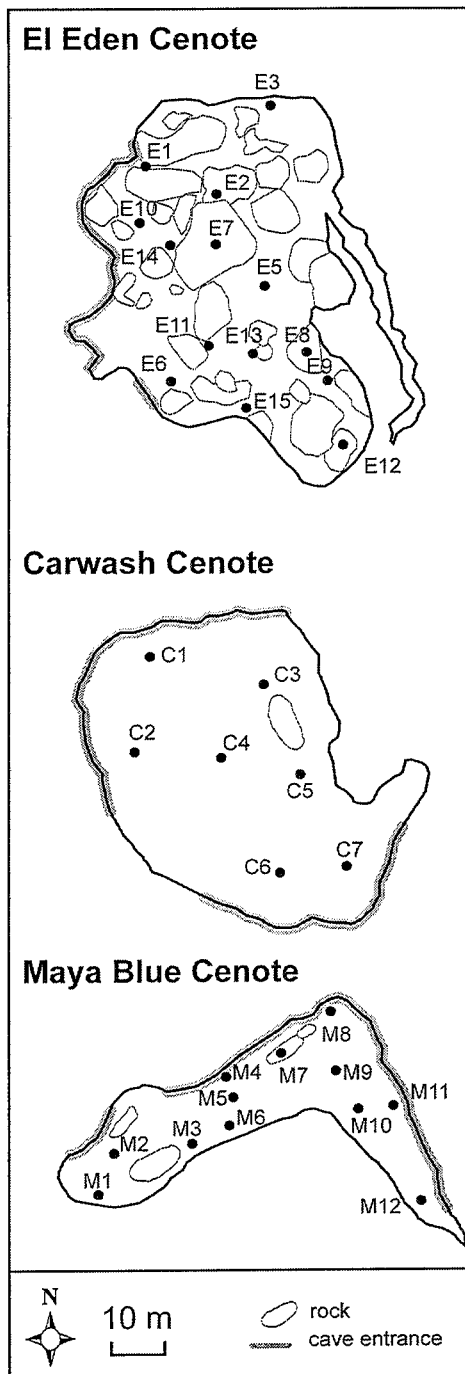 El Eden Cenote
E3
E1
E2
E10
E7
E14
E5
E11
E13
E8
E6
E9
E15
E12
Carwash Cenote
C1
C3
C2
C4
C5
C6
C7
Maya Blue Cenote
M8
M4
M7
M5
M9
M6
M10
M11
M3
M2
M1
M12
N
10 m
rock
cave entrance